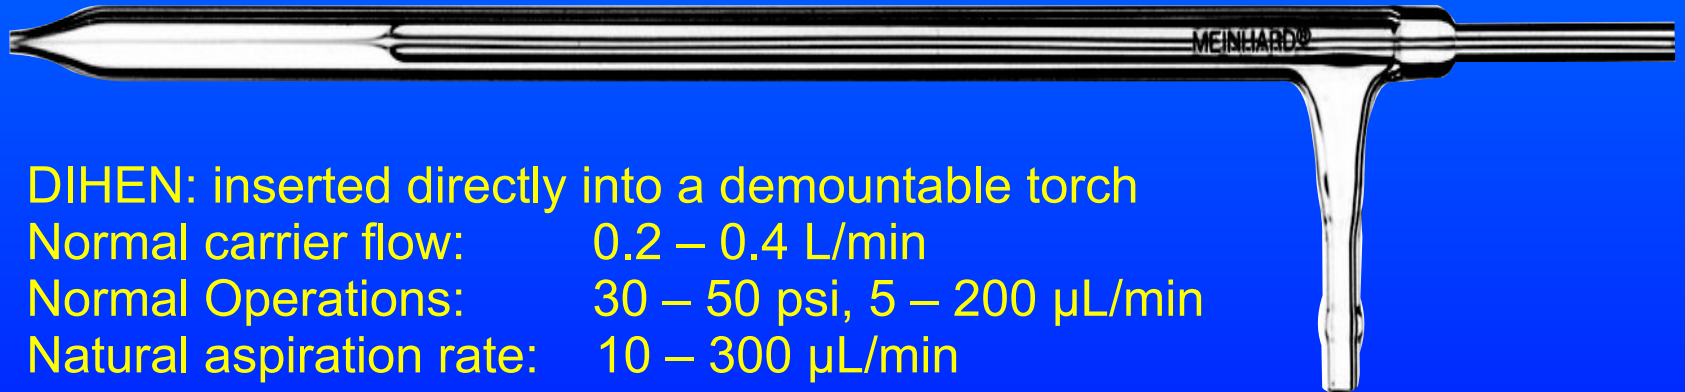 MEINHARD®
DIHEN: inserted directly into a demountable torch
Normal carrier flow: 0.2 – 0.4 L/min
Normal Operations: 30 – 50 psi, 5 – 200 µL/min
Natural aspiration rate: 10 – 300 µL/min